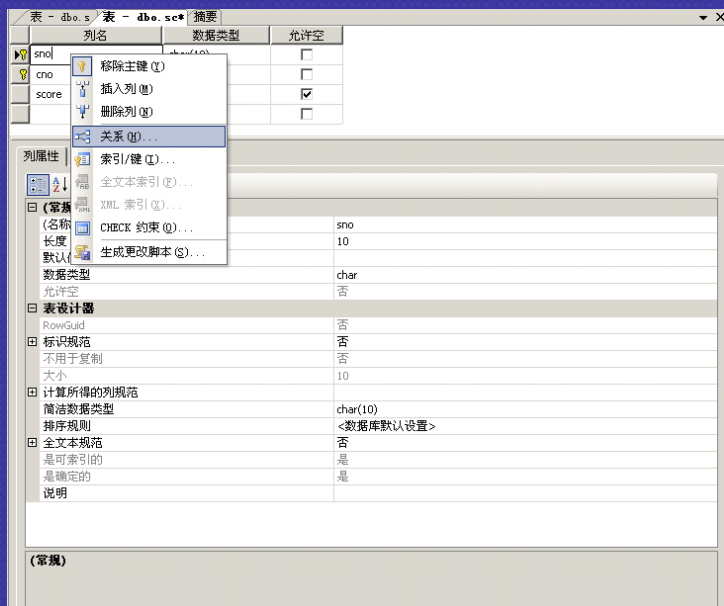 表 - dbo.s 表 - dbo.sc* 摘要
列名 数据类型 允许空
sno char(10)
cno
score
移除主键(Y)
插入列(M)
删除列(N)
关系(H)...
索引/键(I)...
全文本索引(F)...
XML 索引(X)...
CHECK 约束(O)...
生成更改脚本(S)...
列属性
(常规
(名称 sno
长度 10
默认
数据类型 char
允许空 否
表设计器
RowGuid 否
标识规范 否
不用于复制 否
大小 10
计算所得的列规范
简洁数据类型 char(10)
排序规则 <数据库默认设置>
全文本规范 否
是可索引的 是
是确定的 是
说明
(常规)